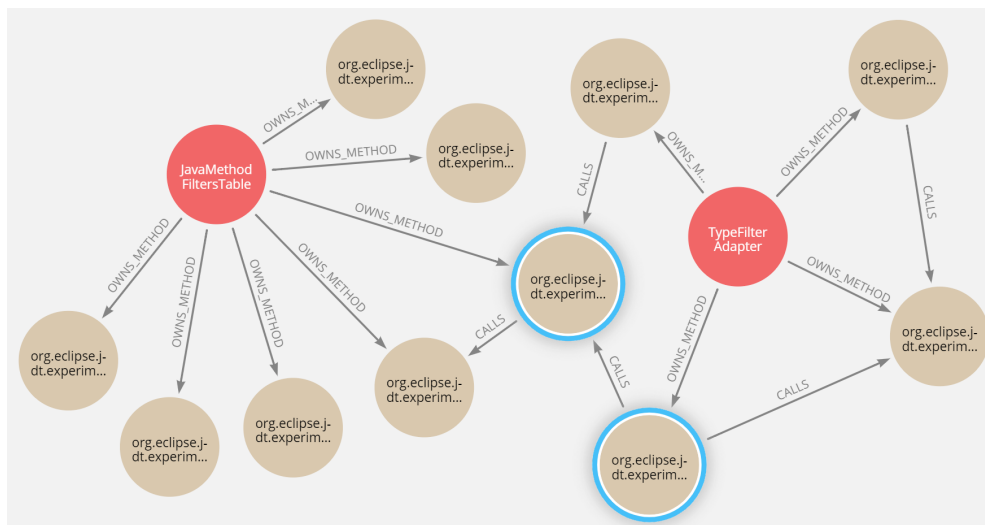 org.eclipse.j-
dt.experim...
org.eclipse.j-
dt.experim...
org.eclipse.j-
dt.experim...
OWNS_M...
OWNS_METHOD
org.eclipse.j-
dt.experim...
JavaMethod
FiltersTable
OWNS_METHOD
OWNS_M...
CALLS
CALLS
OWNS_METHOD
TypeFilter
Adapter
OWNS_METHOD
OWNS_METHOD
OWNS_METHOD
OWNS_METHOD
OWNS_METHOD
org.eclipse.j-
dt.experim...
OWNS_METHOD
OWNS_METHOD
CALLS
org.eclipse.j-
dt.experim...
org.eclipse.j-
dt.experim...
org.eclipse.j-
dt.experim...
CALLS
CALLS
org.eclipse.j-
dt.experim...
org.eclipse.j-
dt.experim...
org.eclipse.j-
dt.experim...